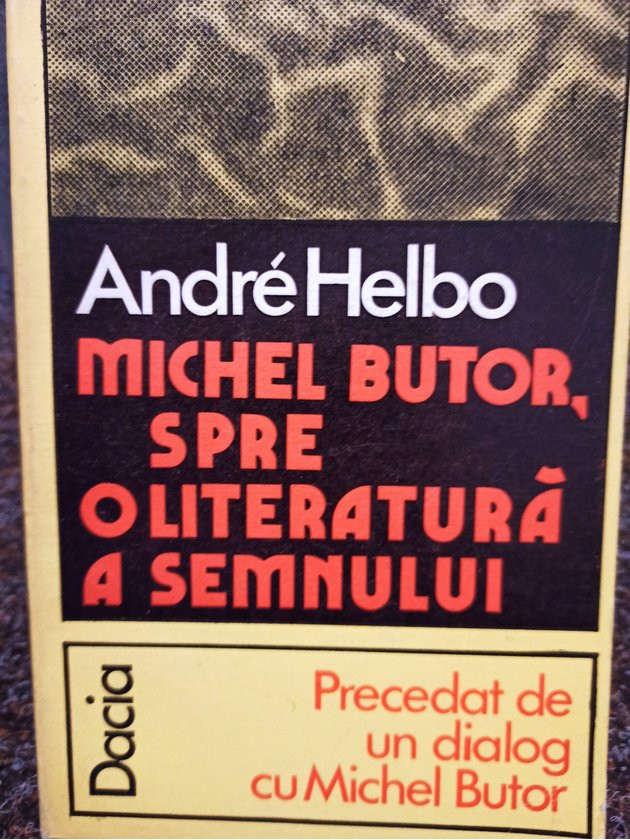 André Helbo
MICHEL BUTOR,
SPRE
O LITERATURĂ
A SEMNULUI
Dacia
Precedat de
un dialog
cu Michel Butor